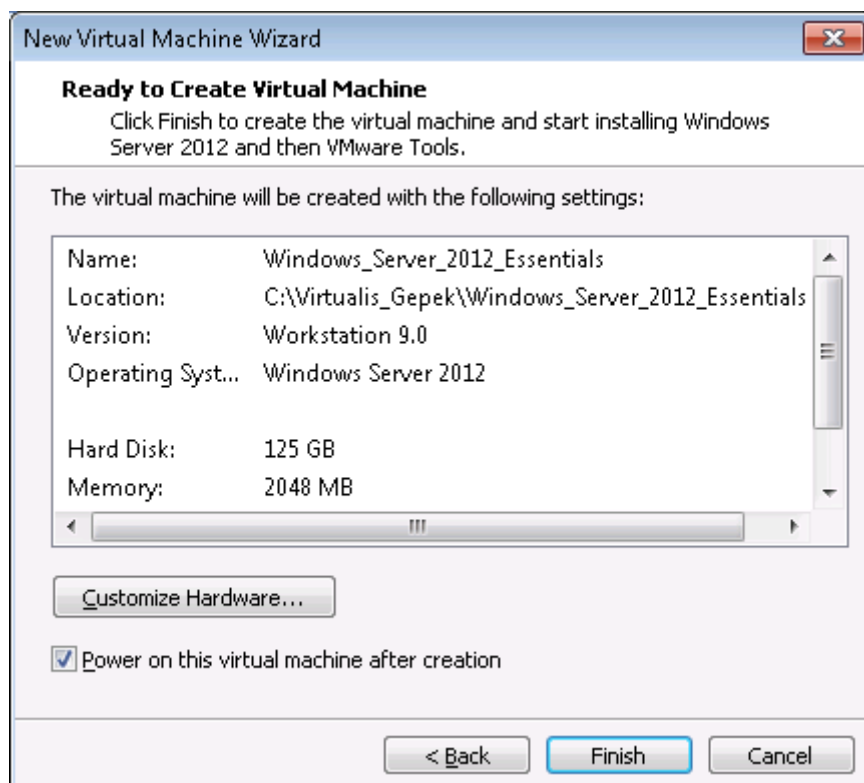 New Virtual Machine Wizard
Ready to Create Virtual Machine
Click Finish to create the virtual machine and start installing Windows
Server 2012 and then VMware Tools.
The virtual machine will be created with the following settings:
Name: Windows_Server_2012_Essentials
Location: C:\Virtualis_Gepek\Windows_Server_2012_Essentials
Version: Workstation 9.0
Operating Syst... Windows Server 2012
Hard Disk: 125 GB
Memory: 2048 MB
Customize Hardware...
Power on this virtual machine after creation
< Back Finish Cancel